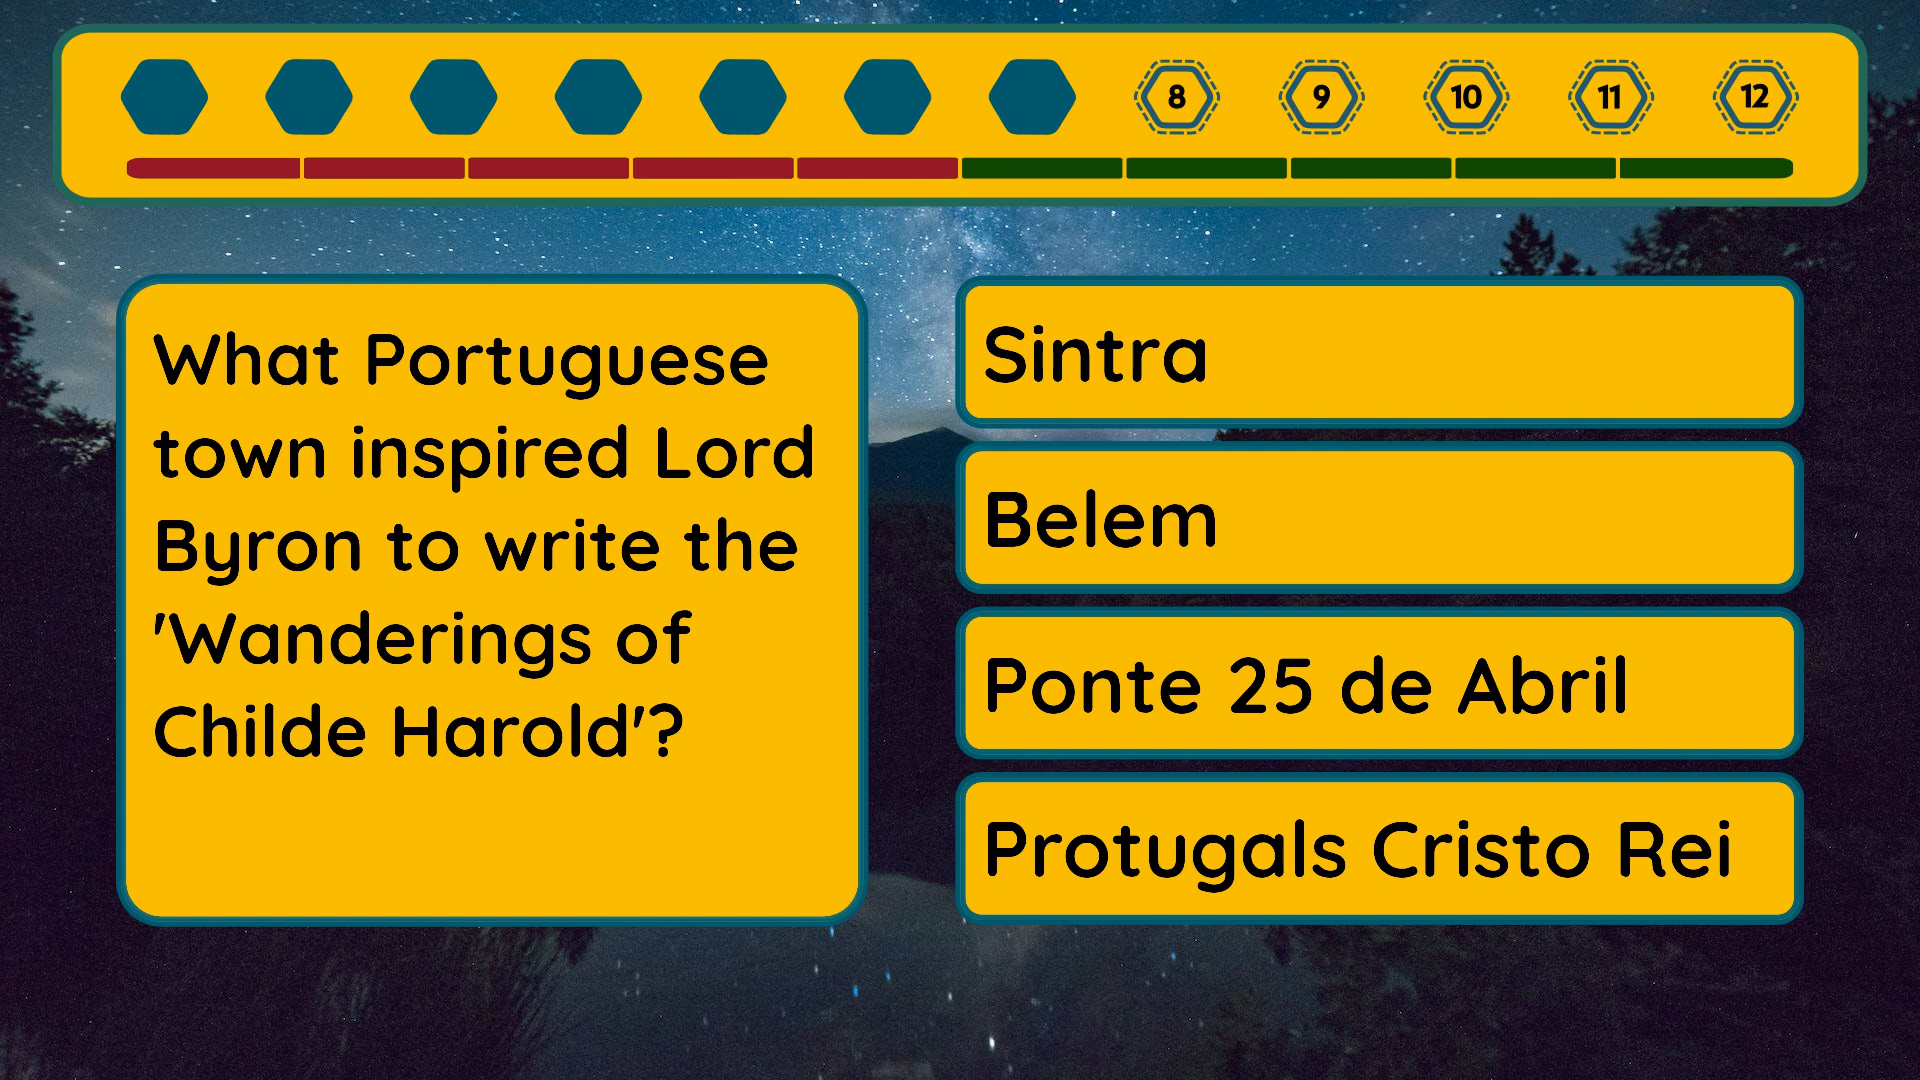 8 9 10 11 12
What Portuguese
town inspired Lord
Byron to write the
'Wanderings of
Childe Harold'?
Sintra
Belem
Ponte 25 de Abril
Protugals Cristo Rei